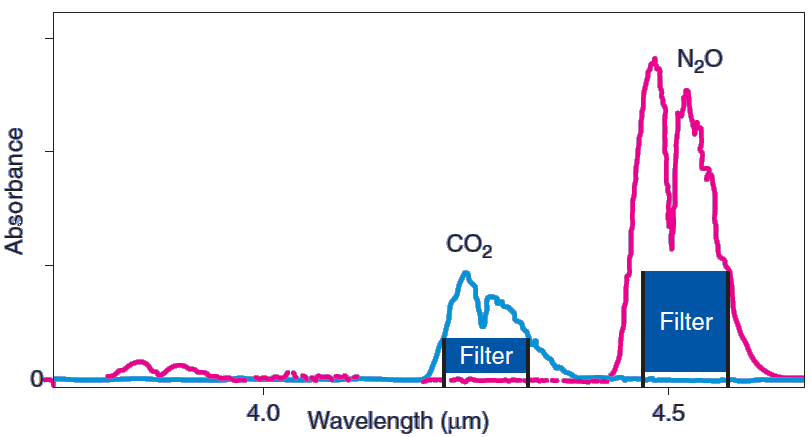 N₂O
CO₂
Filter
Filter
Absorbance
0
4.0
4.5
Wavelength (μm)